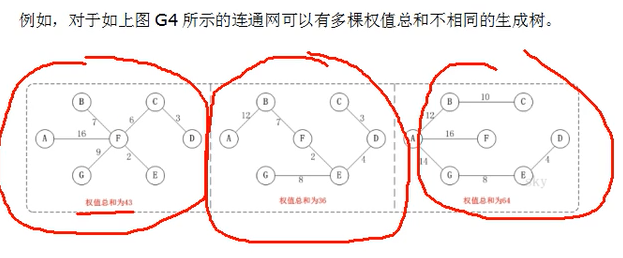 例如，对于如上图 G4 所示的连通网可以有多棵权值总和不相同的生成树。
B C B C B 10 C
7 6 12 7 3 12
3
A 16 F D A F D A 16 F D
9 2 2 4 14 4
G E G 8 E G 8 E
权值总和为43 权值总和为36 权值总和为64